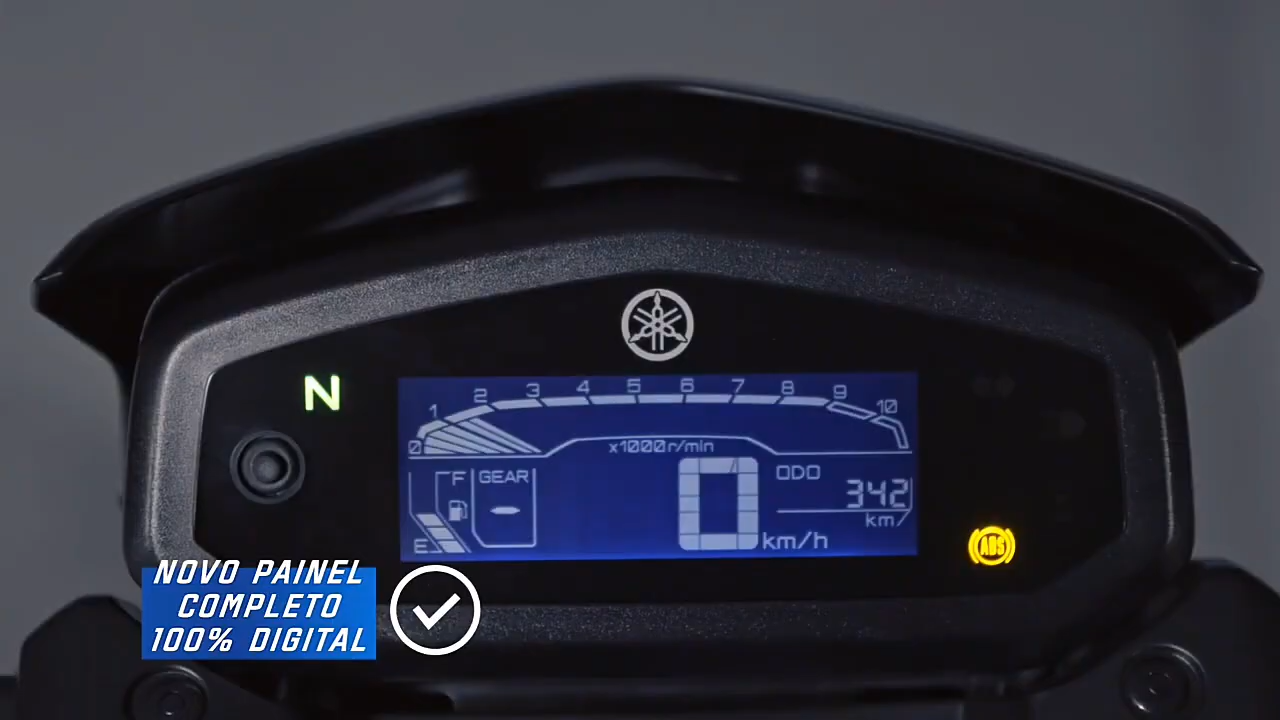 N
0 1 2 3 4 5 6 7 8 9 10
x1000r/min
F
GEAR
-
E
0
km/h
ODO
342
km
ABS
NOVO PAINEL
COMPLETO
100% DIGITAL